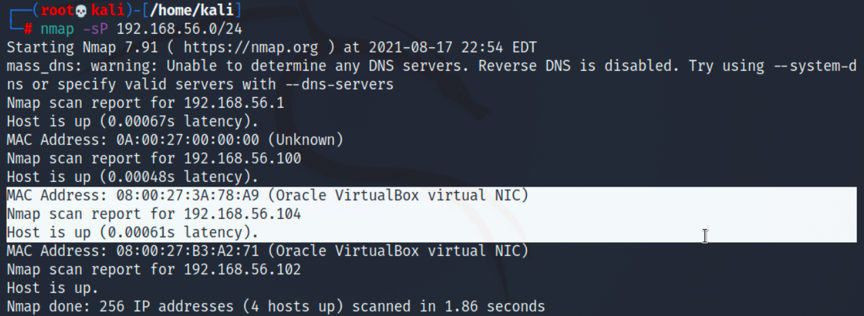 ┌──(root💀kali)-[/home/kali]
└─# nmap -sP 192.168.56.0/24
Starting Nmap 7.91 ( https://nmap.org ) at 2021-08-17 22:54 EDT
mass_dns: warning: Unable to determine any DNS servers. Reverse DNS is disabled. Try using --system-d
ns or specify valid servers with --dns-servers
Nmap scan report for 192.168.56.1
Host is up (0.00067s latency).
MAC Address: 0A:00:27:00:00:00 (Unknown)
Nmap scan report for 192.168.56.100
Host is up (0.00048s latency).
MAC Address: 08:00:27:3A:78:A9 (Oracle VirtualBox virtual NIC)
Nmap scan report for 192.168.56.104
Host is up (0.00061s latency).
MAC Address: 08:00:27:B3:A2:71 (Oracle VirtualBox virtual NIC)
Nmap scan report for 192.168.56.102
Host is up.
Nmap done: 256 IP addresses (4 hosts up) scanned in 1.86 seconds